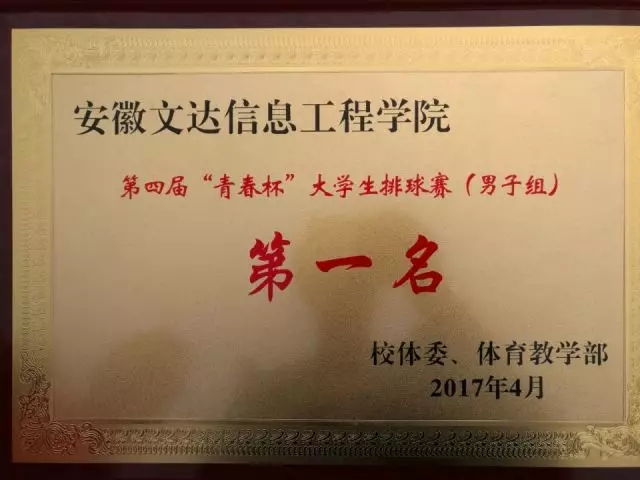 安徽文达信息工程学院
第四届“青春杯”大学生排球赛（男子组）
第一名
校体委、体育教学部
2017年4月